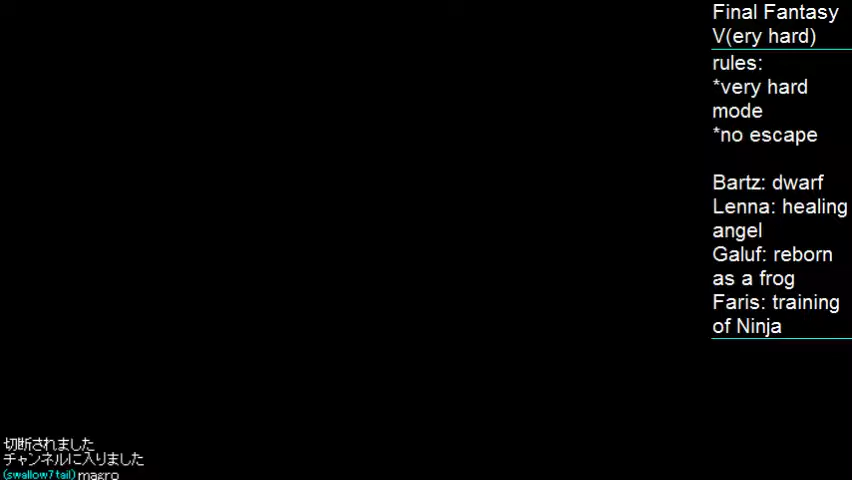 Final Fantasy
V(ery hard)
rules:
*very hard
mode
*no escape
Bartz: dwarf
Lenna: healing
angel
Galuf: reborn
as a frog
Faris: training
of Ninja
切断されました
チャンネルに入りました
(swallow7tail) magro